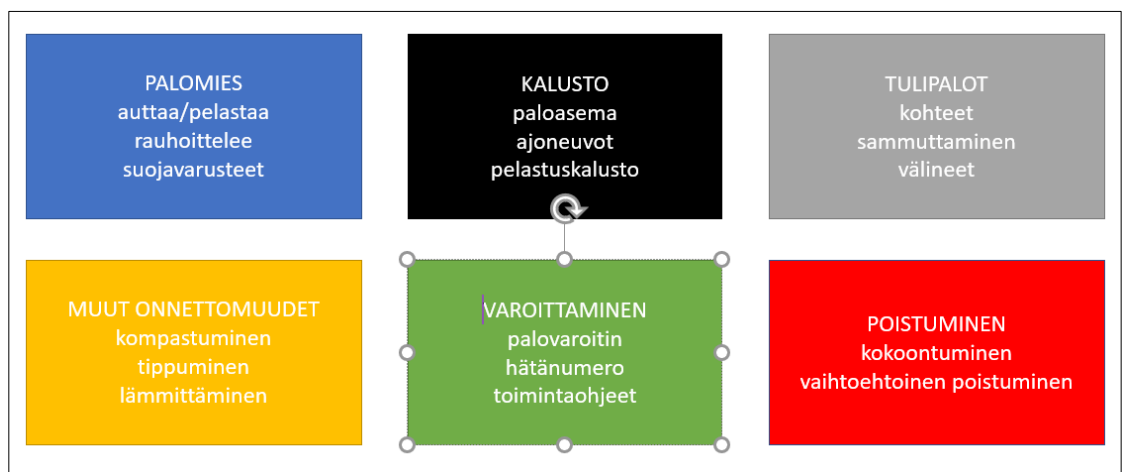 PALOMIES
auttaa/pelastaa
rauhoittelee
suojavarusteet
KALUSTO
paloasema
ajoneuvot
pelastuskalusto
TULIPALOT
kohteet
sammuttaminen
välineet
MUUT ONNETTOMUUDET
kompastuminen
tippuminen
lämmittäminen
VAROITTAMINEN
palovaroitin
hätänumero
toimintaohjeet
POISTUMINEN
kokoontuminen
vaihtoehtoinen poistuminen